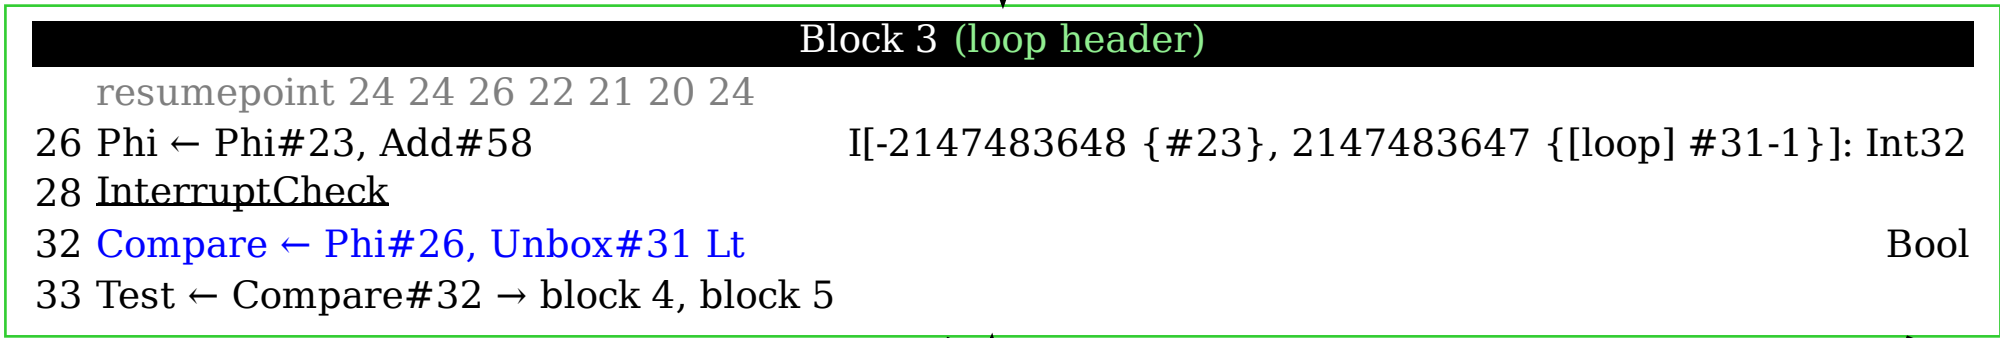 Block 3 (loop header)
resumepoint 24 24 26 22 21 20 24
26 Phi ← Phi#23, Add#58 I[-2147483648 {#23}, 2147483647 {[loop] #31-1}]: Int32
28 InterruptCheck
32 Compare ← Phi#26, Unbox#31 Lt Bool
33 Test ← Compare#32 → block 4, block 5